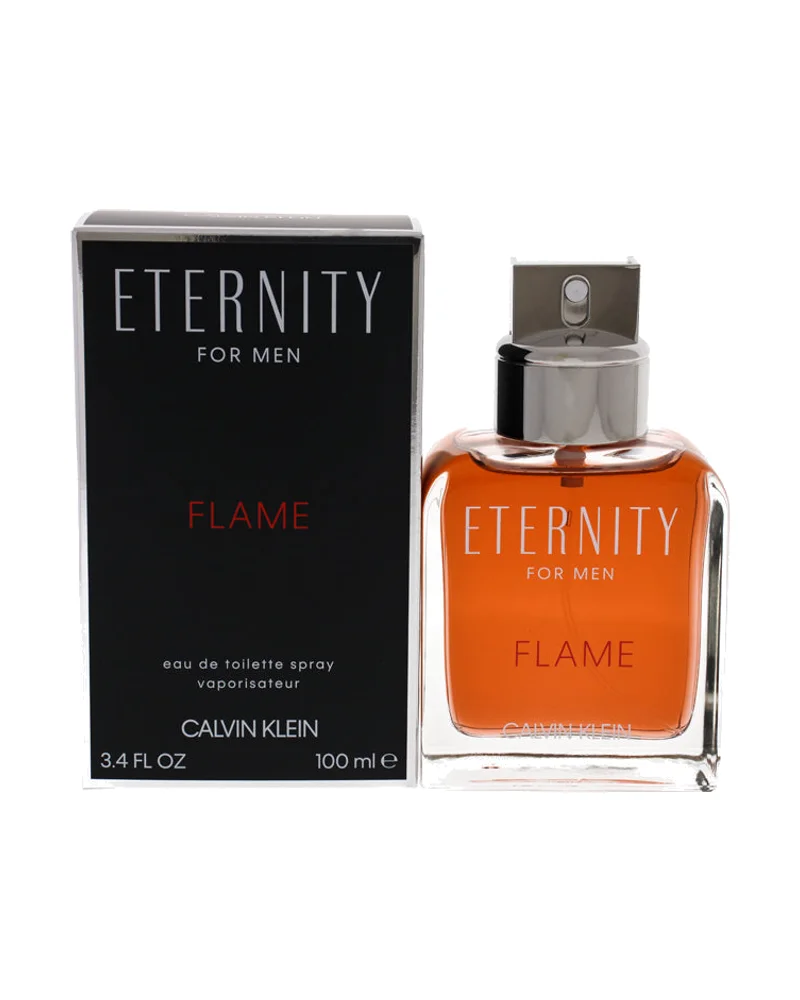 ETERNITY
FOR MEN
FLAME
eau de toilette spray
vaporisateur
CALVIN KLEIN
3.4 FL OZ 100 ml ℮
ETERNITY
FOR MEN
FLAME
CALVIN KLEIN